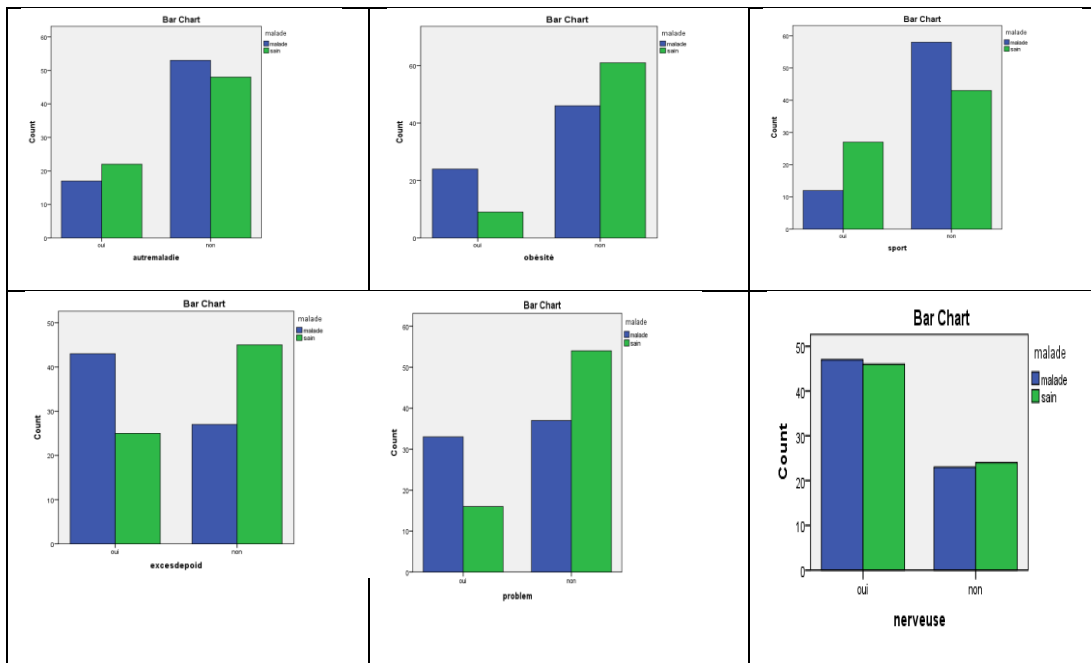 Bar Chart
malade
malade
sain
Count
60
50
40
30
20
10
0
oui
non
autremaladie
Bar Chart
malade
malade
sain
Count
60
40
20
0
oui
non
obésité
Bar Chart
malade
malade
sain
Count
60
50
40
30
20
10
0
oui
non
sport
Bar Chart
malade
malade
sain
Count
50
40
30
20
10
0
oui
non
excesdepoid
Bar Chart
malade
malade
sain
Count
60
50
40
30
20
10
0
oui
non
problem
Bar Chart
malade
malade
sain
Count
50
40
30
20
10
0
oui
non
nerveuse